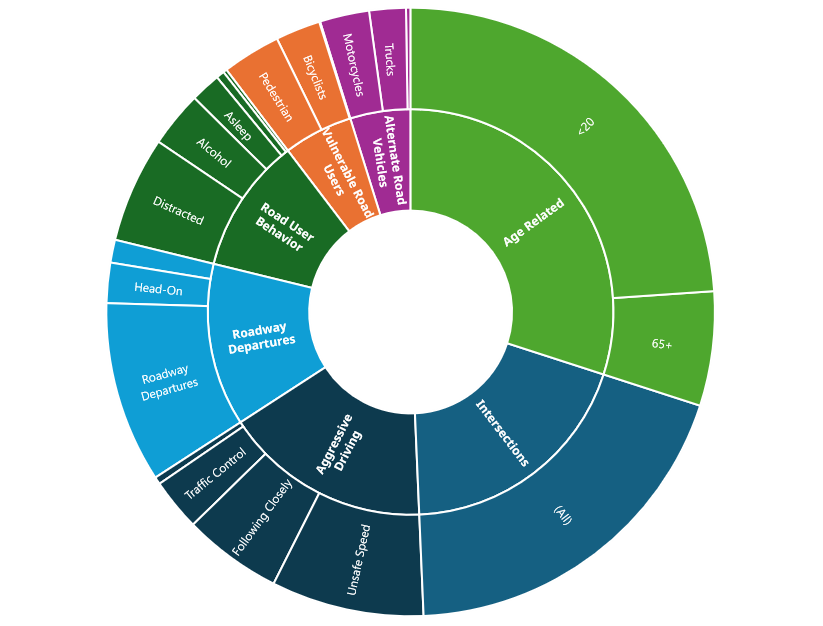 Motorcycles
Trucks
Bicyclists
Pedestrian
Asleep
Alcohol
Distracted
<20
Alternate Road
Vehicles
Vulnerable Road
Users
Road User
Behavior
Age Related
Head-On
Roadway
Departures
65+
Roadway
Departures
Intersections
Aggressive
Driving
Traffic Control
Following Closely
Unsafe Speed
(All)